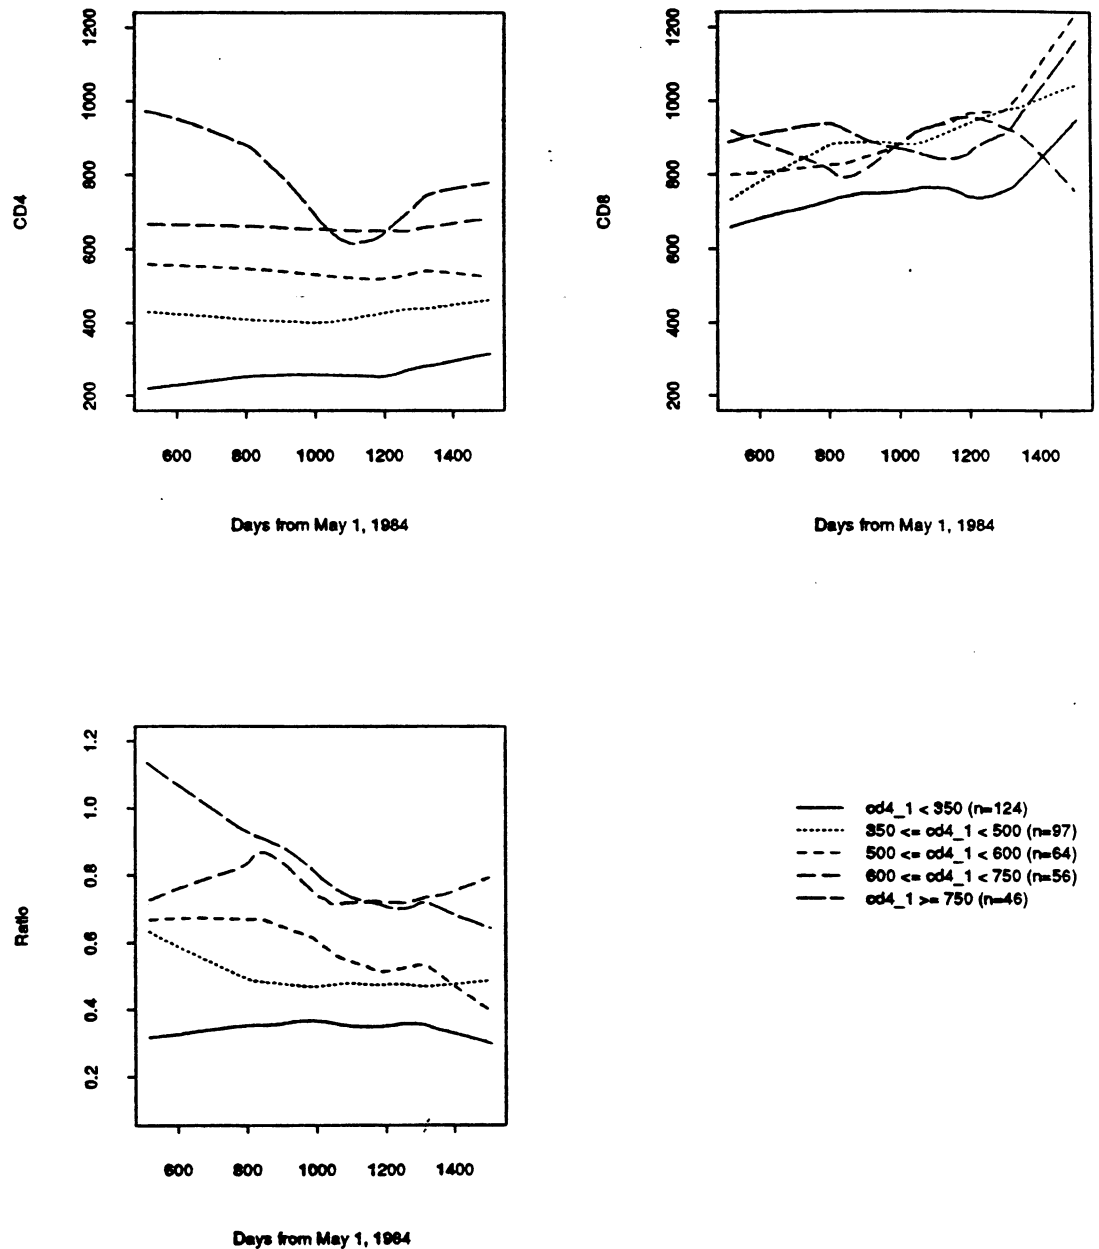 CD4
1200
1000
800
600
400
200
600 800 1000 1200 1400
Days from May 1, 1984
CD8
1200
1000
800
600
400
200
600 800 1000 1200 1400
Days from May 1, 1984
Ratio
1.2
1.0
0.8
0.6
0.4
0.2
600 800 1000 1200 1400
Days from May 1, 1984
cd4_1 < 350 (n=124)
350 <= cd4_1 < 500 (n=97)
500 <= cd4_1 < 600 (n=64)
600 <= cd4_1 < 750 (n=56)
cd4_1 >= 750 (n=46)